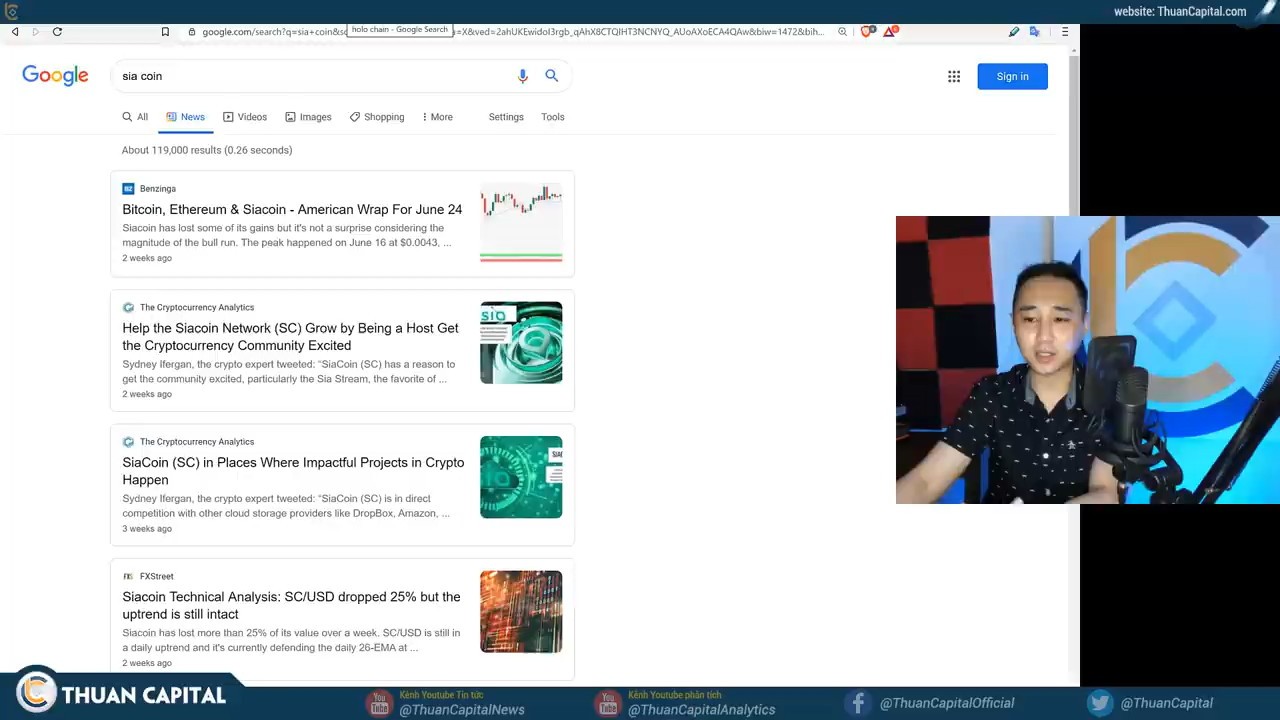 website: ThuanCapital.com
holo chain - Google Search
google.com/search?q=sia+coin&sc
Google
sia coin
Sign in
All
News
Videos
Images
Shopping
More
Settings
Tools
About 119,000 results (0.26 seconds)
Benzinga
Bitcoin, Ethereum & Siacoin - American Wrap For June 24
Siacoin has lost some of its gains but it's not a surprise considering the
magnitude of the bull run. The peak happened on June 16 at $0.0043, ...
2 weeks ago
The Cryptocurrency Analytics
Help the Siacoin Network (SC) Grow by Being a Host Get
the Cryptocurrency Community Excited
Sydney Ifergan, the crypto expert tweeted: “SiaCoin (SC) has a reason to
get the community excited, particularly the Sia Stream, the favorite of ...
2 weeks ago
sia
The Cryptocurrency Analytics
SiaCoin (SC) in Places Where Impactful Projects in Crypto
Happen
Sydney Ifergan, the crypto expert tweeted: “SiaCoin (SC) is in direct
competition with other cloud storage providers like DropBox, Amazon, ...
3 weeks ago
FXStreet
Siacoin Technical Analysis: SC/USD dropped 25% but the
uptrend is still intact
Siacoin has lost more than 25% of its value over a week. SC/USD is still in
a daily uptrend and it's currently defending the daily 26-EMA at ...
2 weeks ago
THUAN CAPITAL
You Tube
Kênh Youtube Tin tức
@ThuanCapitalNews
You Tube
Kênh Youtube phân tích
@ThuanCapitalAnalytics
@ThuanCapitalOfficial
@ThuanCapital